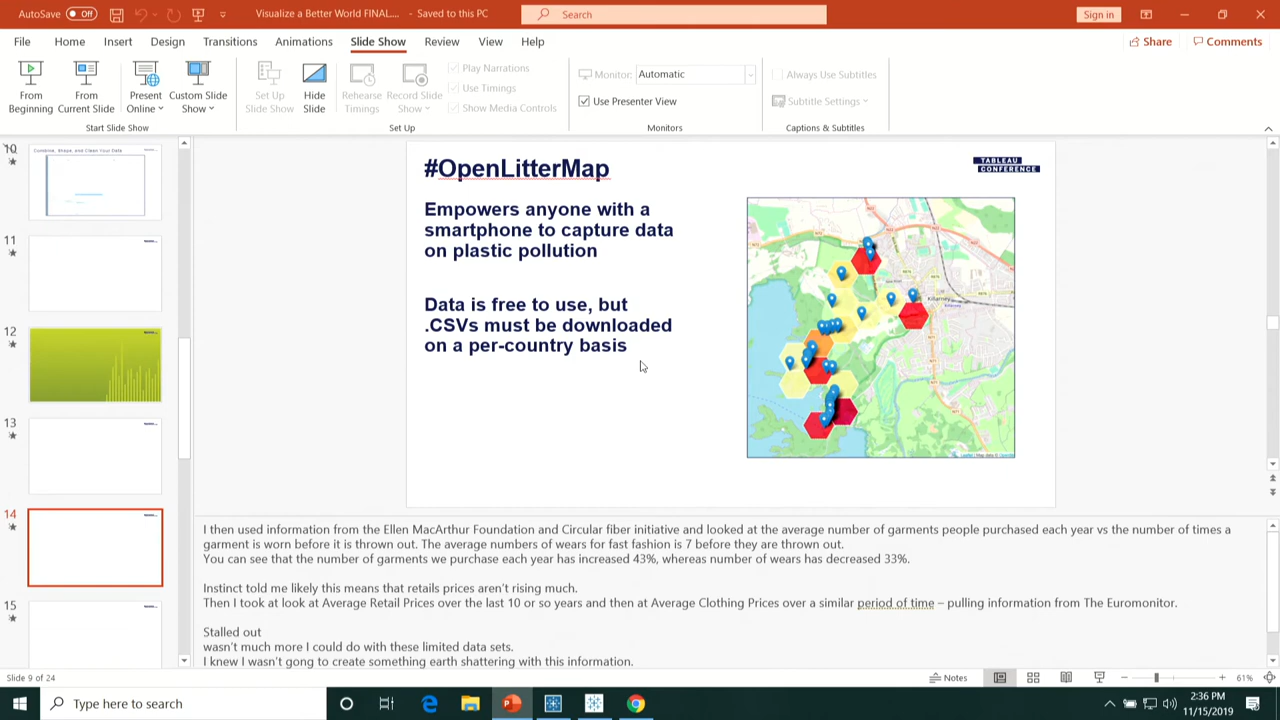 AutoSave Off
Visualize a Better World FINAL... - Saved to this PC
Search
Sign in
File Home Insert Design Transitions Animations Slide Show Review View Help
Share Comments
From Beginning
From Current Slide
Present Online
Custom Slide Show
Start Slide Show
Set Up Slide Show
Hide Slide
Rehearse Timings
Record Slide Show
Play Narrations
Use Timings
Show Media Controls
Set Up
Monitor: Automatic
Use Presenter View
Monitors
Always Use Subtitles
Subtitle Settings
Captions & Subtitles
10
Combine, Shape, and Clean Your Data
11
12
13
14
15
#OpenLitterMap
TABLEAU
CONFERENCE
Empowers anyone with a
smartphone to capture data
on plastic pollution
Data is free to use, but
.CSVs must be downloaded
on a per-country basis
Killarney
I then used information from the Ellen MacArthur Foundation and Circular fiber initiative and looked at the average number of garments people purchased each year vs the number of times a
garment is worn before it is thrown out. The average numbers of wears for fast fashion is 7 before they are thrown out.
You can see that the number of garments we purchase each year has increased 43%, whereas number of wears has decreased 33%.
Instinct told me likely this means that retails prices aren't rising much.
Then I took at look at Average Retail Prices over the last 10 or so years and then at Average Clothing Prices over a similar period of time – pulling information from The Euromonitor.
Stalled out
wasn't much more I could do with these limited data sets.
I knew I wasn't gong to create something earth shattering with this information.
Slide 9 of 24
Notes
61%
Type here to search
2:36 PM
11/15/2019